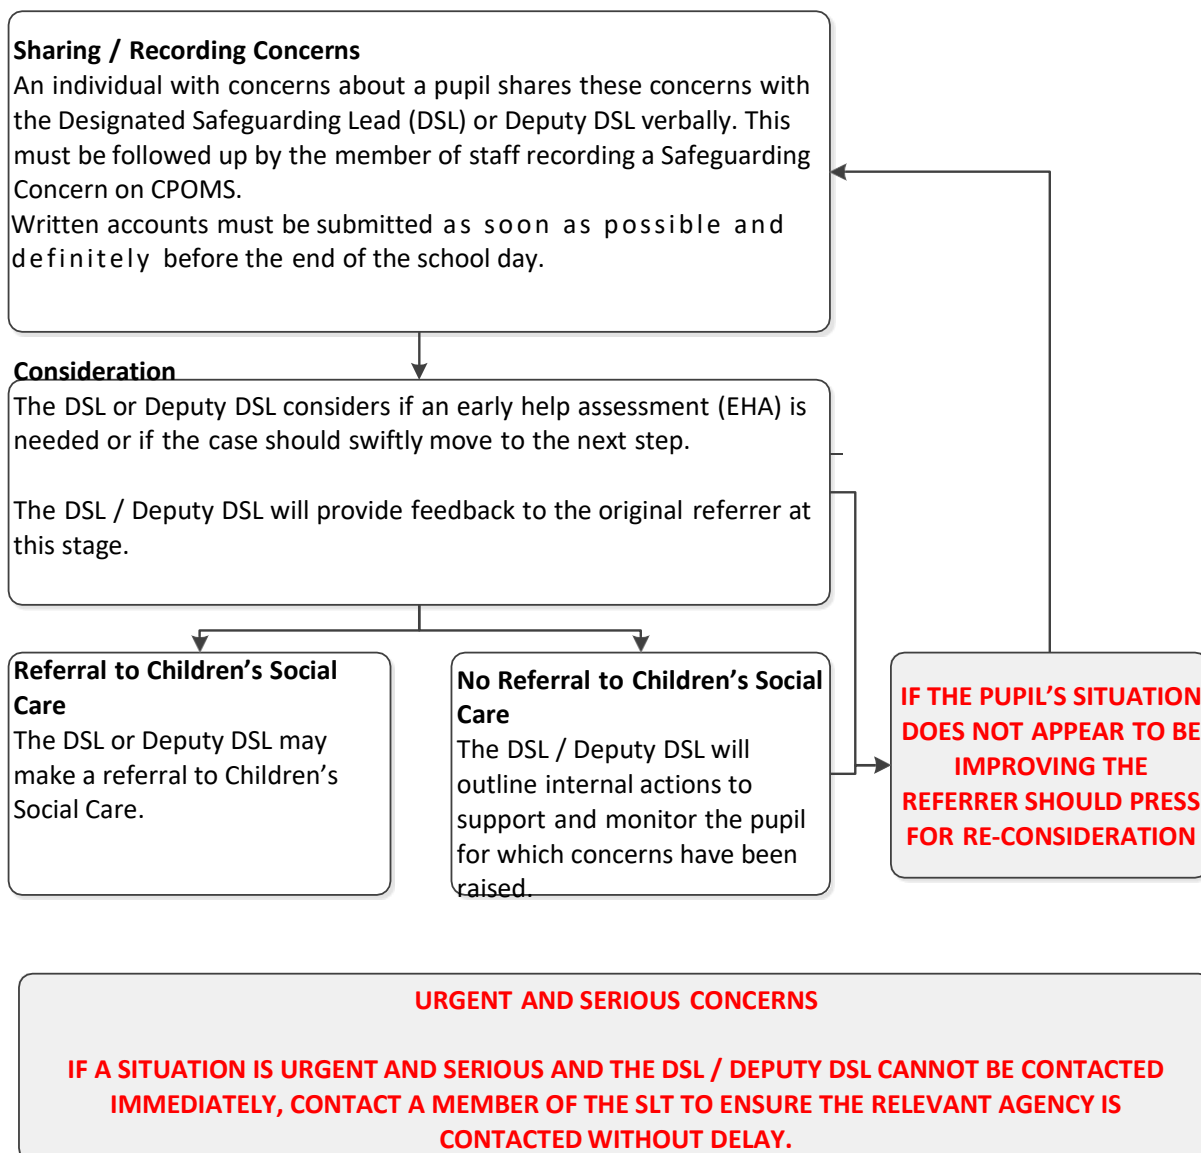 Sharing / Recording Concerns
An individual with concerns about a pupil shares these concerns with
the Designated Safeguarding Lead (DSL) or Deputy DSL verbally. This
must be followed up by the member of staff recording a Safeguarding
Concern on CPOMS.
Written accounts must be submitted as soon as possible and
definitely before the end of the school day.
Consideration
The DSL or Deputy DSL considers if an early help assessment (EHA) is
needed or if the case should swiftly move to the next step.
The DSL / Deputy DSL will provide feedback to the original referrer at
this stage.
Referral to Children’s Social
Care
The DSL or Deputy DSL may
make a referral to Children’s
Social Care.
No Referral to Children’s Social
Care
The DSL / Deputy DSL will
outline internal actions to
support and monitor the pupil
for which concerns have been
raised.
IF THE PUPIL’S SITUATION
DOES NOT APPEAR TO BE
IMPROVING THE
REFERRER SHOULD PRESS
FOR RE-CONSIDERATION
URGENT AND SERIOUS CONCERNS
IF A SITUATION IS URGENT AND SERIOUS AND THE DSL / DEPUTY DSL CANNOT BE CONTACTED
IMMEDIATELY, CONTACT A MEMBER OF THE SLT TO ENSURE THE RELEVANT AGENCY IS
CONTACTED WITHOUT DELAY.